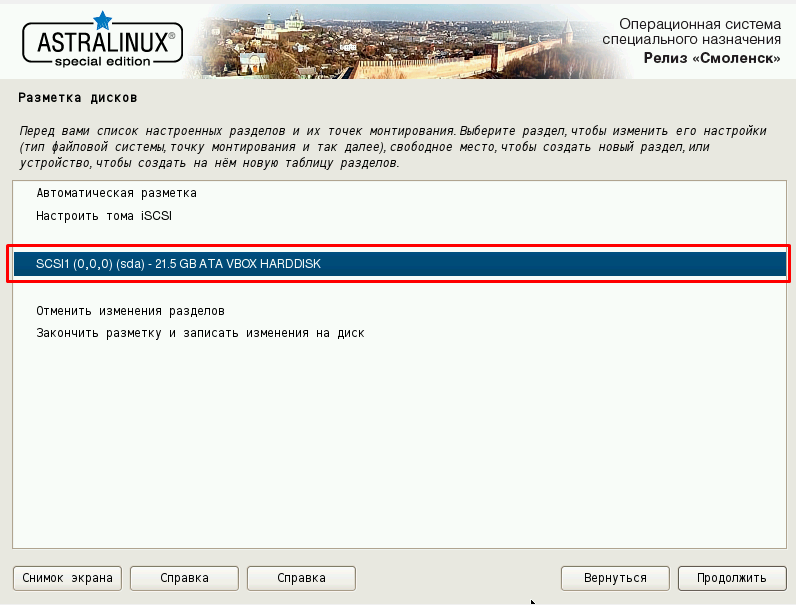 ASTRALINUX®
special edition
Операционная система
специального назначения
Релиз «Смоленск»
Разметка дисков
Перед вами список настроенных разделов и их точек монтирования. Выберите раздел, чтобы изменить его настройки
(тип файловой системы, точку монтирования и так далее), свободное место, чтобы создать новый раздел, или
устройство, чтобы создать на нём новую таблицу разделов.
Автоматическая разметка
Настроить тома iSCSI
SCSI1 (0,0,0) (sda) - 21.5 GB ATA VBOX HARDDISK
Отменить изменения разделов
Закончить разметку и записать изменения на диск
Снимок экрана
Справка
Справка
Вернуться
Продолжить